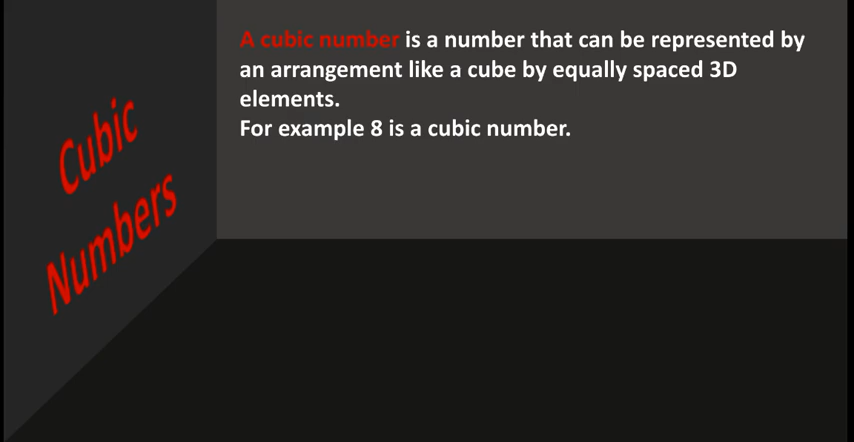 Cubic
Numbers
A cubic number is a number that can be represented by
an arrangement like a cube by equally spaced 3D
elements.
For example 8 is a cubic number.